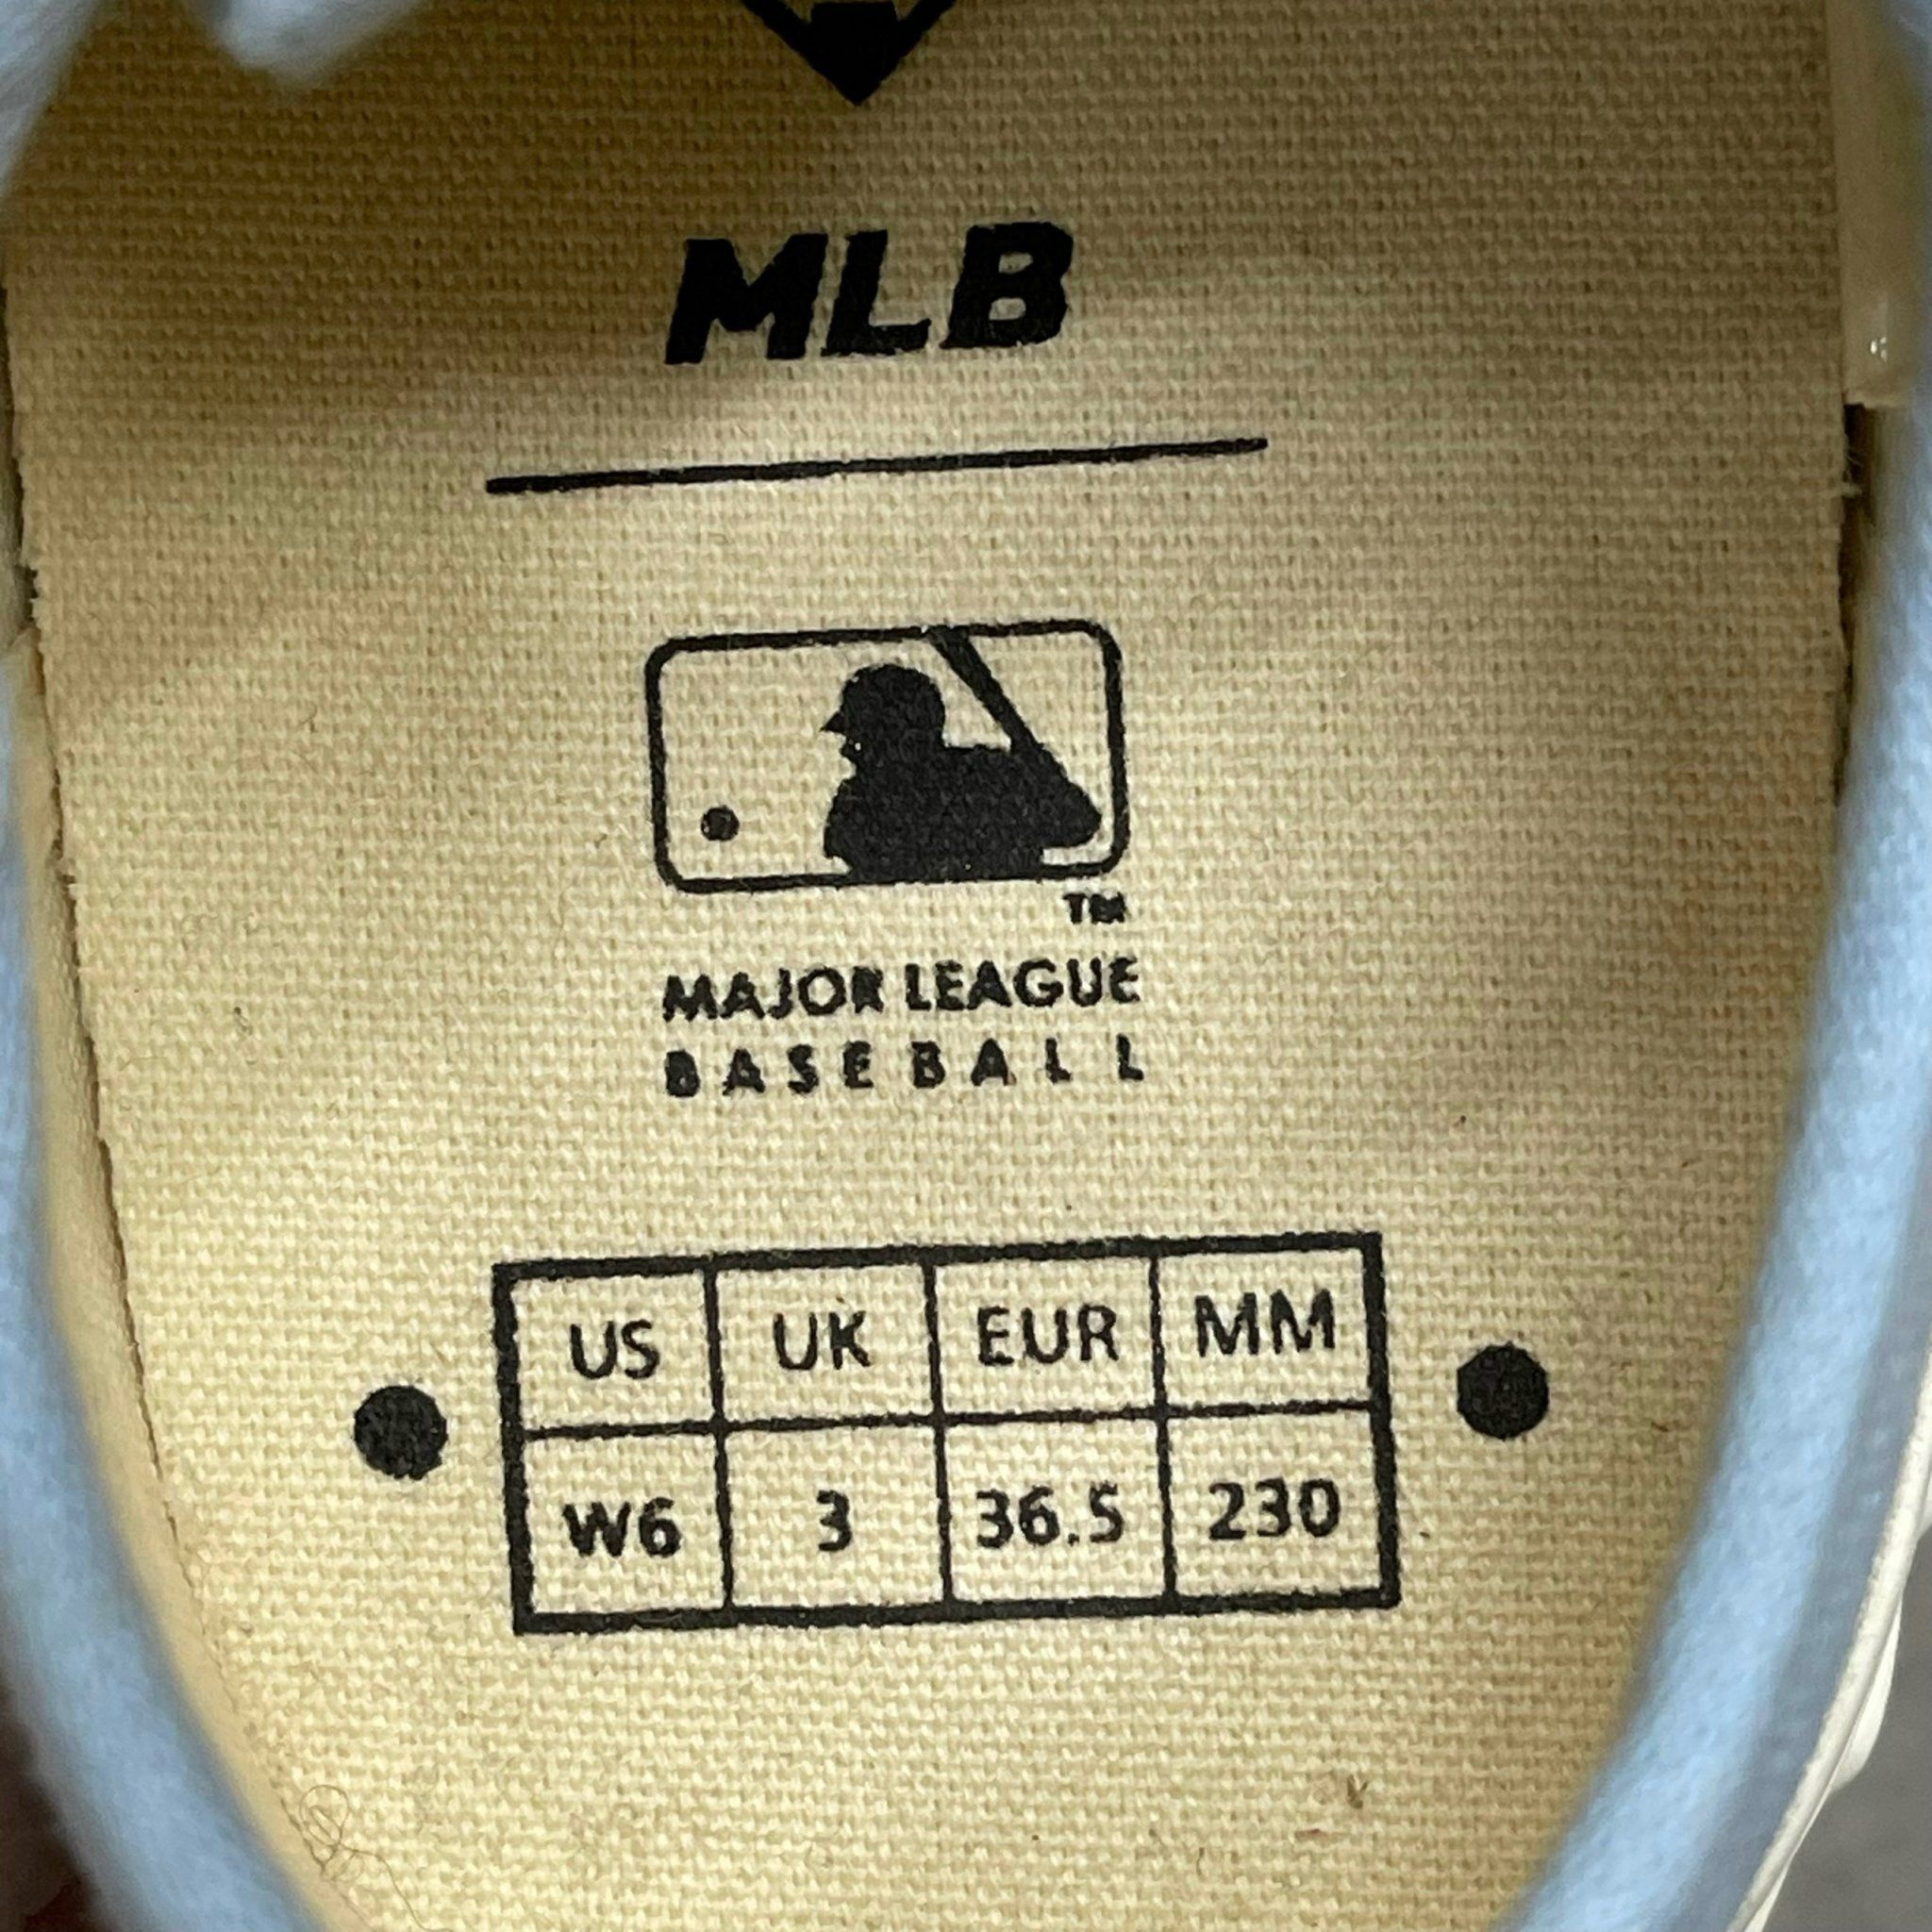 MLB
TM
MAJOR LEAGUE
BASEBALL
US UK EUR MM
W6 3 36.5 230